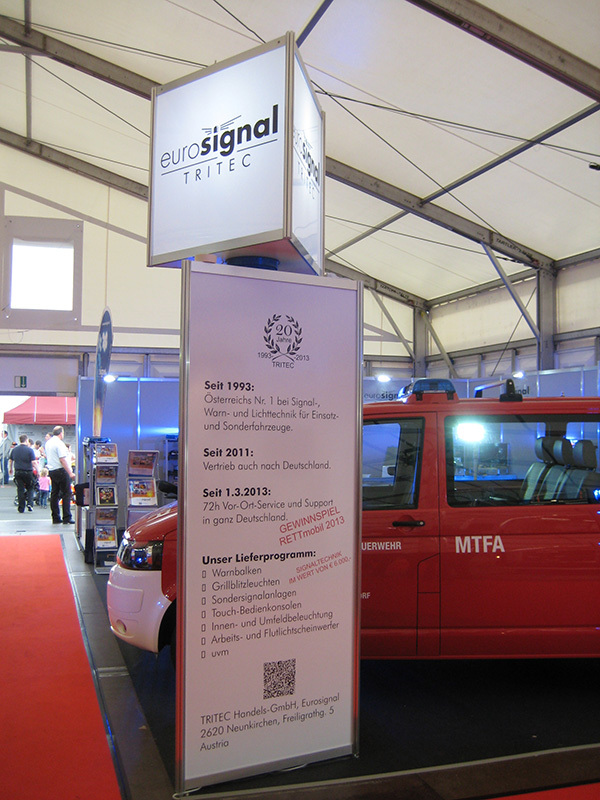 eurosignal
TRITEC
20
Jahre
1993 2013
TRITEC
Seit 1993:
Österreichs Nr. 1 bei Signal-,
Warn- und Lichttechnik für Einsatz-
und Sonderfahrzeuge.
Seit 2011:
Vertrieb auch nach Deutschland.
Seit 1.3.2013:
72h Vor-Ort-Service und Support
in ganz Deutschland.
GEWINNSPIEL
RETTmobil 2013
SIGNALTECHNIK
IM WERT VON € 6.000,-
Unser Lieferprogramm:
▯ Warnbalken
▯ Grillblitzleuchten
▯ Sondersignalanlagen
▯ Touch-Bedienkonsolen
▯ Innen- und Umfeldbeleuchtung
▯ Arbeits- und Flutlichtscheinwerfer
▯ uvm
TRITEC Handels-GmbH, Eurosignal
2620 Neunkirchen, Freiligrathg. 5
Austria
eurosignal
EUERWEHR
MTFA